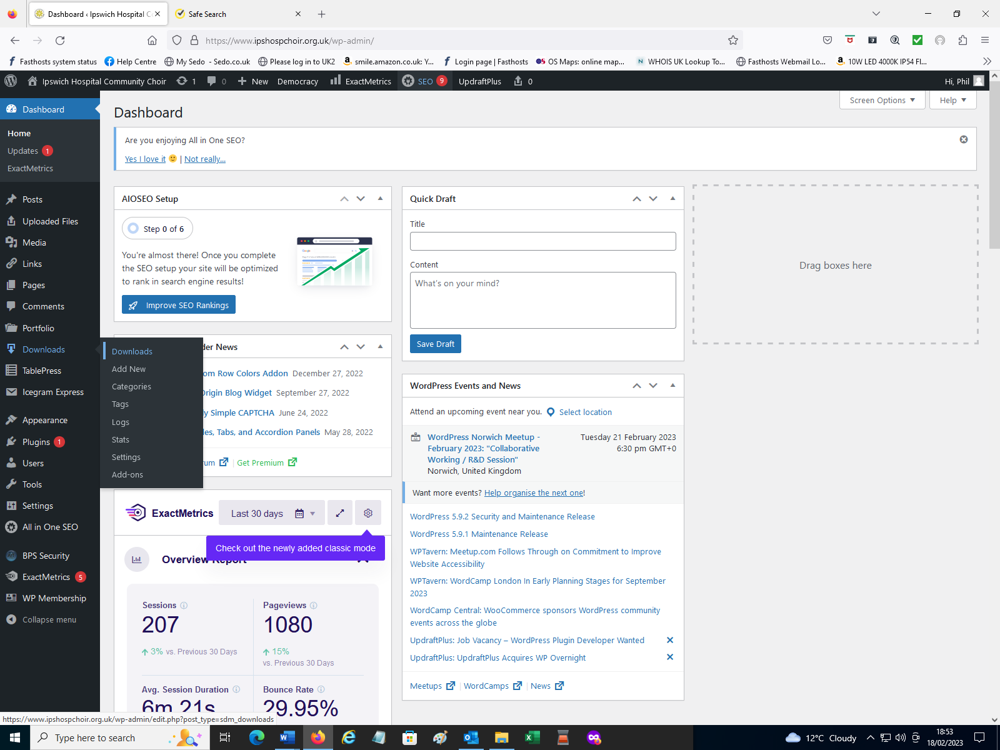 Dashboard ‹ Ipswich Hospital C
Safe Search
https://www.ipshospchoir.org.uk/wp-admin/
Fasthosts system status
Help Centre
My Sedo - Sedo.co.uk
Please log in to UK2
smile.amazon.co.uk: Y...
Login page | Fasthosts
OS Maps: online map...
WHOIS UK Lookup To...
Fasthosts Webmail Lo...
10W LED 4000K IP54 Fl...
Ipswich Hospital Community Choir
1
0
New
Democracy
ExactMetrics
SEO 9
UpdraftPlus
0
Hi, Phil
Dashboard
Home
Updates 1
ExactMetrics
Posts
Uploaded Files
Media
Links
Pages
Comments
Portfolio
Downloads
TablePress
Icegram Express
Appearance
Plugins 1
Users
Tools
Settings
All in One SEO
BPS Security
ExactMetrics 5
WP Membership
Collapse menu
Downloads
Add New
Categories
Tags
Logs
Stats
Settings
Add-ons
Screen Options
Help
Dashboard
Are you enjoying All in One SEO?
Yes I love it 🙂 | Not really...
AIOSEO Setup
Step 0 of 6
You're almost there! Once you complete
the SEO setup your site will be optimized
to rank in search engine results!
Google
Improve SEO Rankings
der News
om Row Colors Addon December 27, 2022
Origin Blog Widget September 27, 2022
y Simple CAPTCHA June 24, 2022
les, Tabs, and Accordion Panels May 28, 2022
rum | Get Premium
ExactMetrics
Last 30 days
Check out the newly added classic mode
Overview Report
Sessions
207
3% vs. Previous 30 Days
Pageviews
1080
15%
vs. Previous 30 Days
Avg. Session Duration
6m 21s
Bounce Rate
29.95%
Quick Draft
Title
Content
What's on your mind?
Save Draft
WordPress Events and News
Attend an upcoming event near you. Select location
WordPress Norwich Meetup -
February 2023: "Collaborative
Working / R&D Session"
Norwich, United Kingdom
Tuesday 21 February 2023
6:30 pm GMT+0
Want more events? Help organise the next one!
WordPress 5.9.2 Security and Maintenance Release
WordPress 5.9.1 Maintenance Release
WPTavern: Meetup.com Follows Through on Commitment to Improve
Website Accessibility
WPTavern: WordCamp London In Early Planning Stages for September
2023
WordCamp Central: WooCommerce sponsors WordPress community
events across the globe
UpdraftPlus: Job Vacancy – WordPress Plugin Developer Wanted
UpdraftPlus: UpdraftPlus Acquires WP Overnight
Meetups | WordCamps | News
Drag boxes here
https://www.ipshospchoir.org.uk/wp-admin/edit.php?post_type=sdm_downloads
Type here to search
12°C Cloudy
18:53
18/02/2023